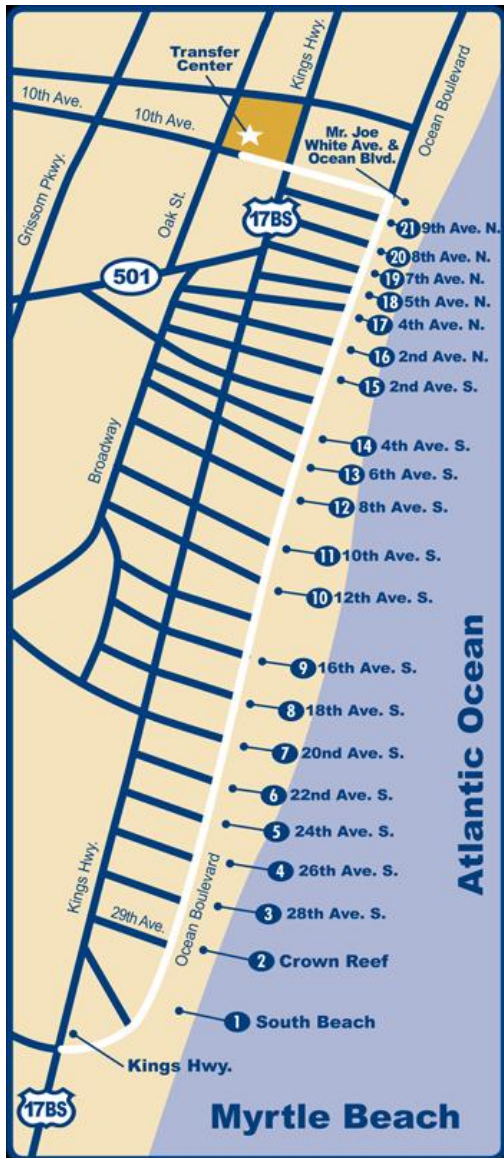 Transfer
Center
Kings Hwy.
Ocean Boulevard
10th Ave.
10th Ave.
Mr. Joe
White Ave. &
Ocean Blvd.
Grissom Pkwy.
Oak St.
17BS
501
21 9th Ave. N.
20 8th Ave. N.
19 7th Ave. N.
18 5th Ave. N.
17 4th Ave. N.
16 2nd Ave. N.
15 2nd Ave. S.
Broadway
14 4th Ave. S.
13 6th Ave. S.
12 8th Ave. S.
11 10th Ave. S.
10 12th Ave. S.
9 16th Ave. S.
8 18th Ave. S.
7 20nd Ave. S.
6 22nd Ave. S.
5 24th Ave. S.
4 26th Ave. S.
3 28th Ave. S.
Atlantic Ocean
Kings Hwy.
29th Ave.
Ocean Boulevard
2 Crown Reef
1 South Beach
Kings Hwy.
17BS
Myrtle Beach